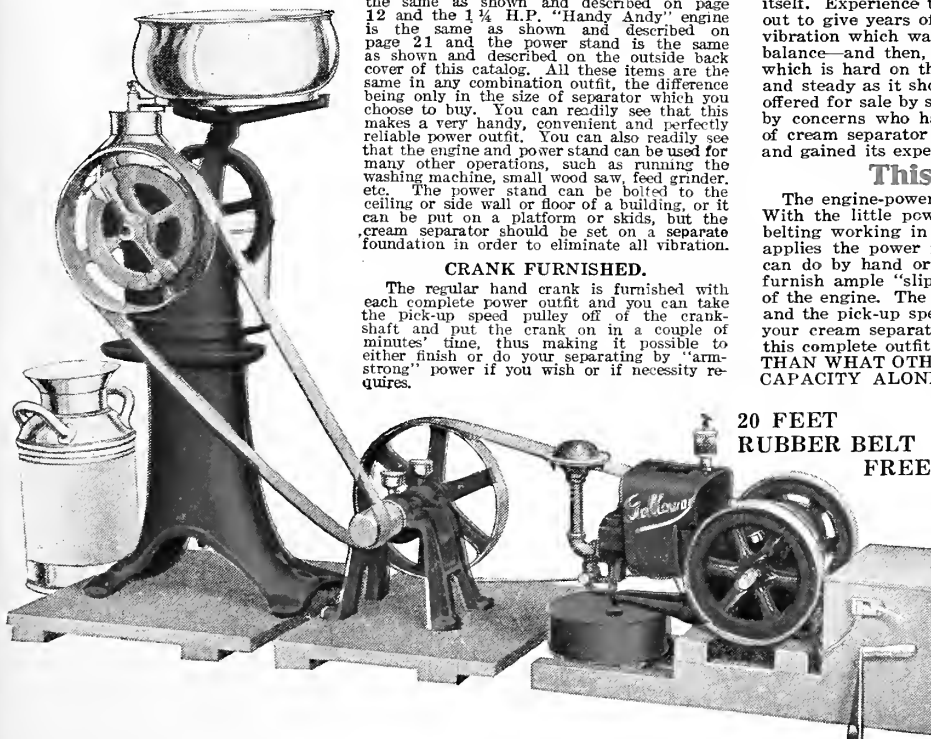 the same as shown and described on page
12 and the 1 ¼ H.P. "Handy Andy" engine
is the same as shown and described on
page 21 and the power stand is the same
as shown and described on the outside back
cover of this catalog. All these items are the
same in any combination outfit, the difference
being only in the size of separator which you
choose to buy. You can readily see that this
makes a very handy, convenient and perfectly
reliable power outfit. You can also readily see
that the engine and power stand can be used for
many other operations, such as running the
washing machine, small wood saw, feed grinder,
etc. The power stand can be bolted to the
ceiling or side wall or floor of a building, or it
can be put on a platform or skids, but the
cream separator should be set on a separate
foundation in order to eliminate all vibration.
CRANK FURNISHED.
The regular hand crank is furnished with
each complete power outfit and you can take
the pick-up speed pulley off of the crank-
shaft and put the crank on in a couple of
minutes' time, thus making it possible to
either finish or do your separating by "arm-
strong" power if you wish or if necessity re-
quires.
itself. Experience
out to give years of
vibration which wa
balance—and then,
which is hard on th
and steady as it sho
offered for sale by s
by concerns who ha
of cream separator
and gained its expe
This
The engine-power
With the little pow
belting working in
applies the power
can do by hand or
furnish ample "slip
of the engine. The
and the pick-up spe
your cream separat
this complete outfit
THAN WHAT OTH
CAPACITY ALON
20 FEET
RUBBER BELT
FREE
Galloway